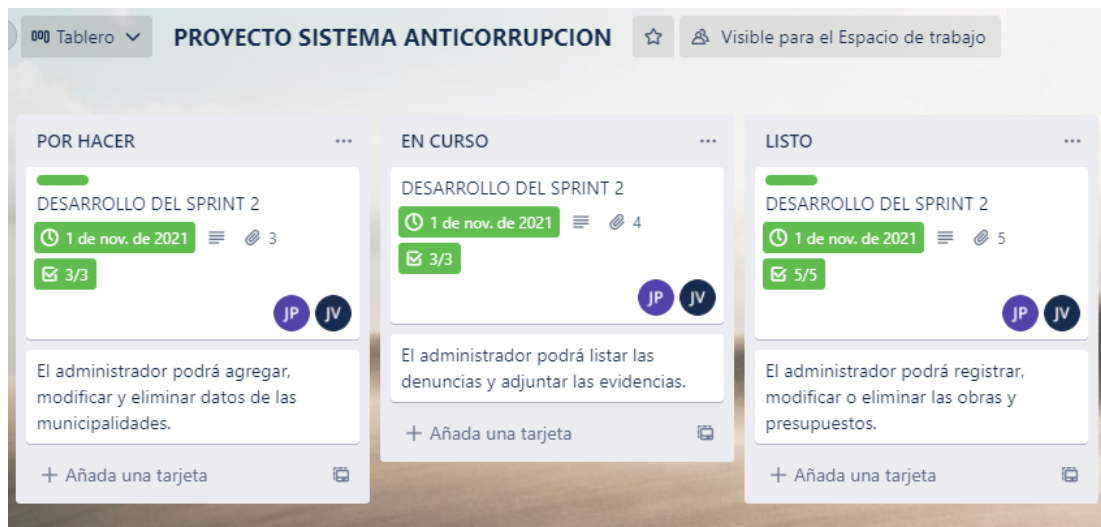 Tablero
PROYECTO SISTEMA ANTICORRUPCION
Visible para el Espacio de trabajo
POR HACER
DESARROLLO DEL SPRINT 2
1 de nov. de 2021
3
3/3
JP JV
El administrador podrá agregar,
modificar y eliminar datos de las
municipalidades.
+ Añada una tarjeta
EN CURSO
DESARROLLO DEL SPRINT 2
1 de nov. de 2021
4
3/3
JP JV
El administrador podrá listar las
denuncias y adjuntar las evidencias.
+ Añada una tarjeta
LISTO
DESARROLLO DEL SPRINT 2
1 de nov. de 2021
5
5/5
JP JV
El administrador podrá registrar,
modificar o eliminar las obras y
presupuestos.
+ Añada una tarjeta